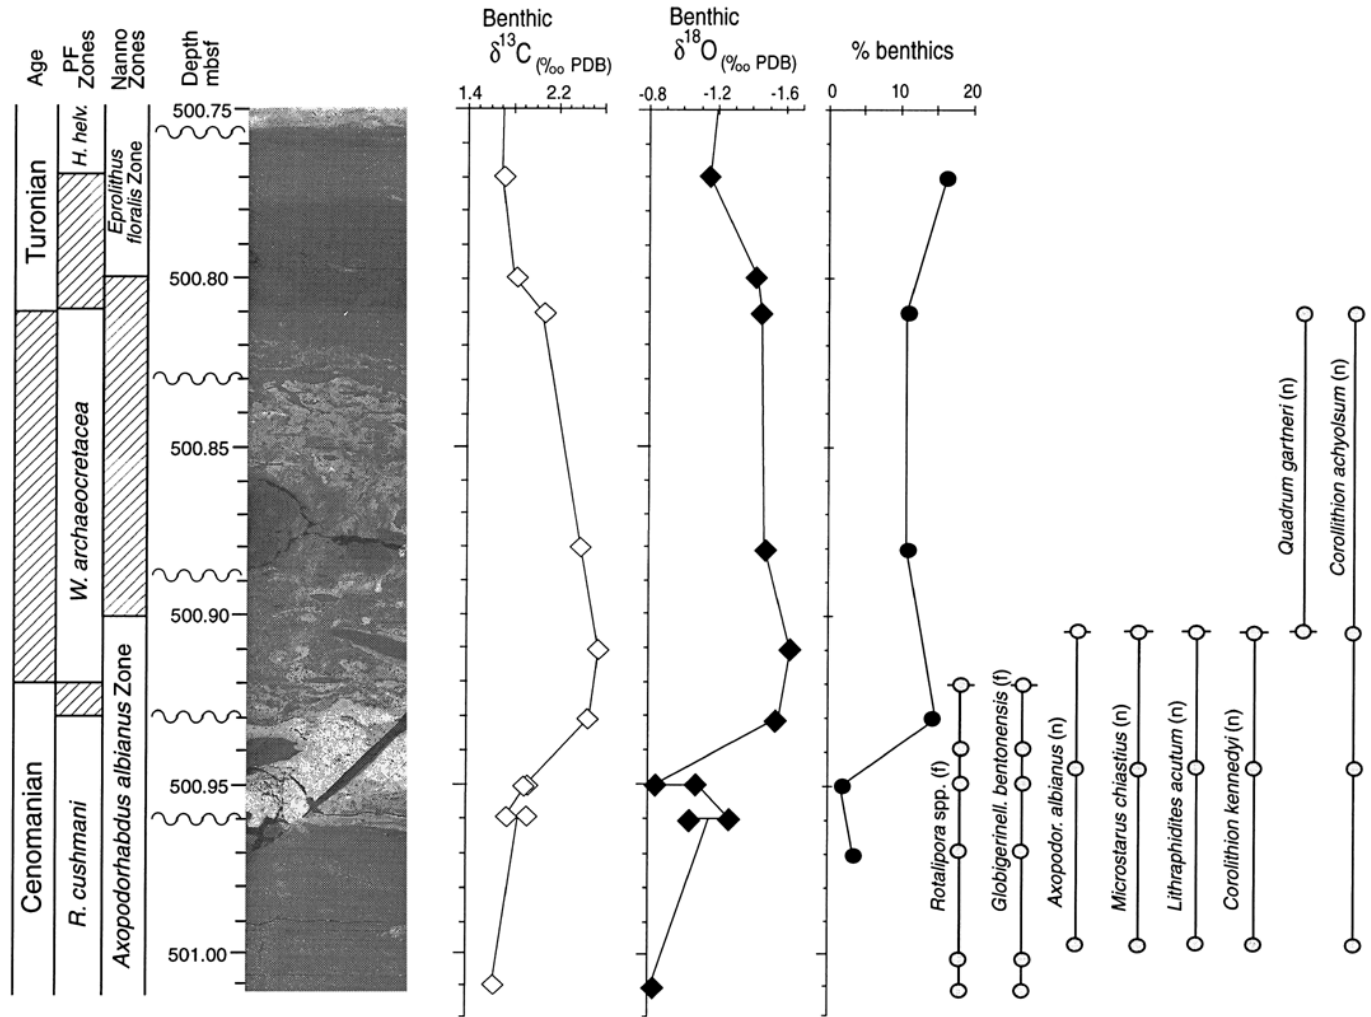 Age
PF
Zones
Nanno
Zones
Depth
mbsf
Benthic
δ13C (‰ PDB)
Benthic
δ18O (‰ PDB)
% benthics
1.4 2.2
-0.8 -1.2 -1.6
0 10 20
Turonian
Cenomanian
H. helv.
W. archaeocretacea
R. cushmani
Eprolithus
floralis Zone
Axopodorhabdus albianus Zone
500.75
500.80
500.85
500.90
500.95
501.00
Rotalipora spp. (f)
Globigerinell. bentonensis (f)
Axopodor. albianus (n)
Microstarus chiastius (n)
Lithraphidites acutum (n)
Corolithion kennedyi (n)
Quadrum gartneri (n)
Corollithion achyolsum (n)